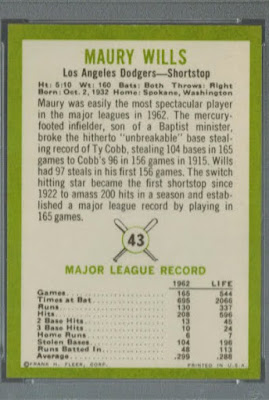 MAURY WILLS
Los Angeles Dodgers—Shortstop
Ht: 5:10 Wt: 160 Bats: Both Throws: Right
Born: Oct. 2, 1932 Home: Spokane, Washington
Maury was easily the most spectacular player
in the major leagues in 1962. The mercury-
footed infielder, son of a Baptist minister,
broke the hitherto "unbreakable" base steal-
ing record of Ty Cobb, stealing 104 bases in 165
games to Cobb's 96 in 156 games in 1915. Wills
had 97 steals in his first 156 games. The switch
hitting star became the first shortstop since
1922 to amass 200 hits in a season and estab-
lished a major league record by playing in
165 games.
43
MAJOR LEAGUE RECORD
1962 LIFE
Games 165 544
Times at Bat 695 2066
Runs 130 337
Hits 208 596
2 Base Hits 13 45
3 Base Hits 10 24
Home Runs 6 7
Stolen Bases 104 196
Runs Batted In 48 113
Average .299 .288
©FRANK H. FLEER, CORP. PRINTED IN U.S.A.